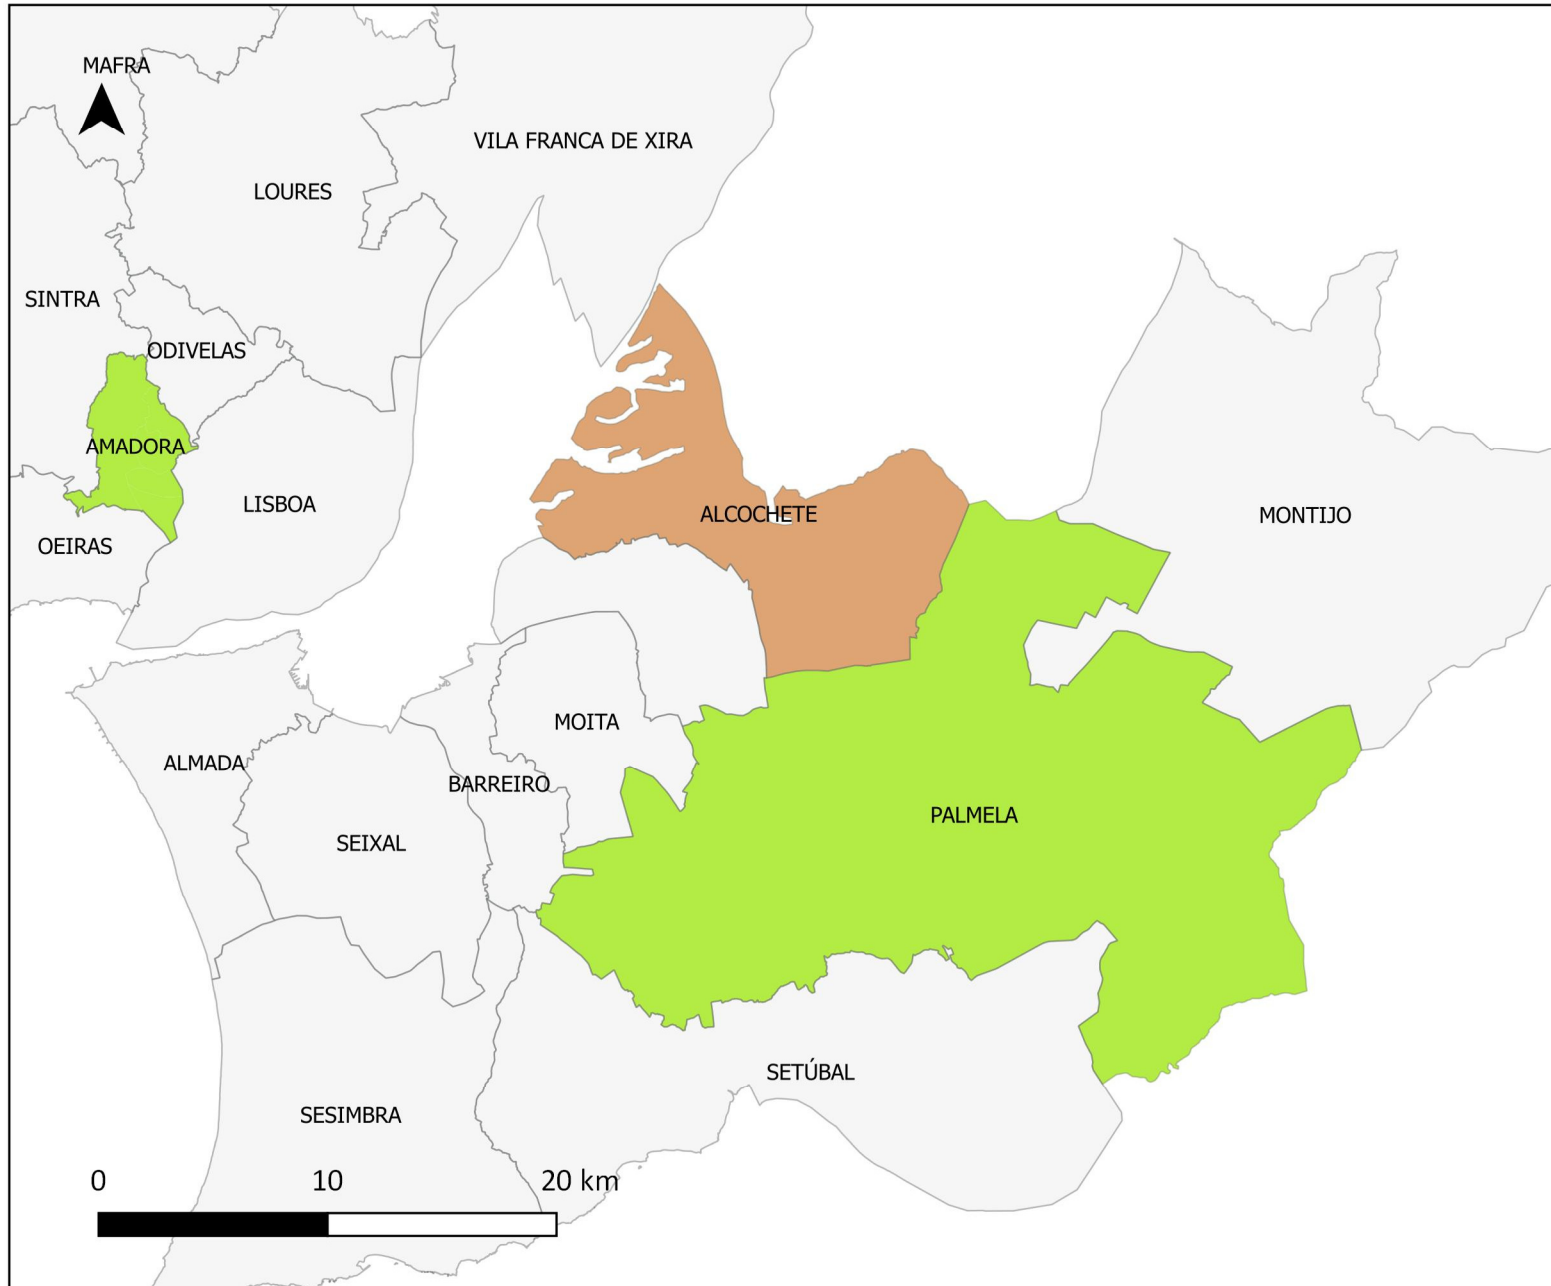 MAFRA
VILA FRANCA DE XIRA
LOURES
SINTRA
ODIVELAS
AMADORA
LISBOA
ALCOCHETE
MONTIJO
OEIRAS
MOITA
ALMADA
BARREIRO
PALMELA
SEIXAL
SETÚBAL
SESIMBRA
0 10 20 km